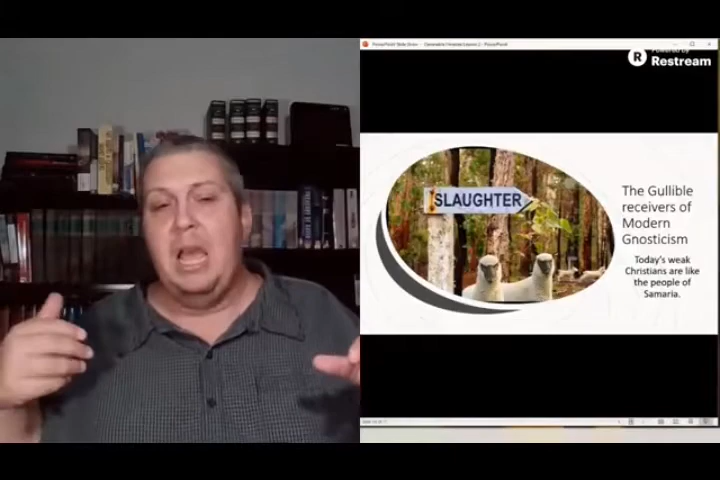 Restream
SLAUGHTER
The Gullible
receivers of
Modern
Gnosticism
Today's weak
Christians are like
the people of
Samaria.